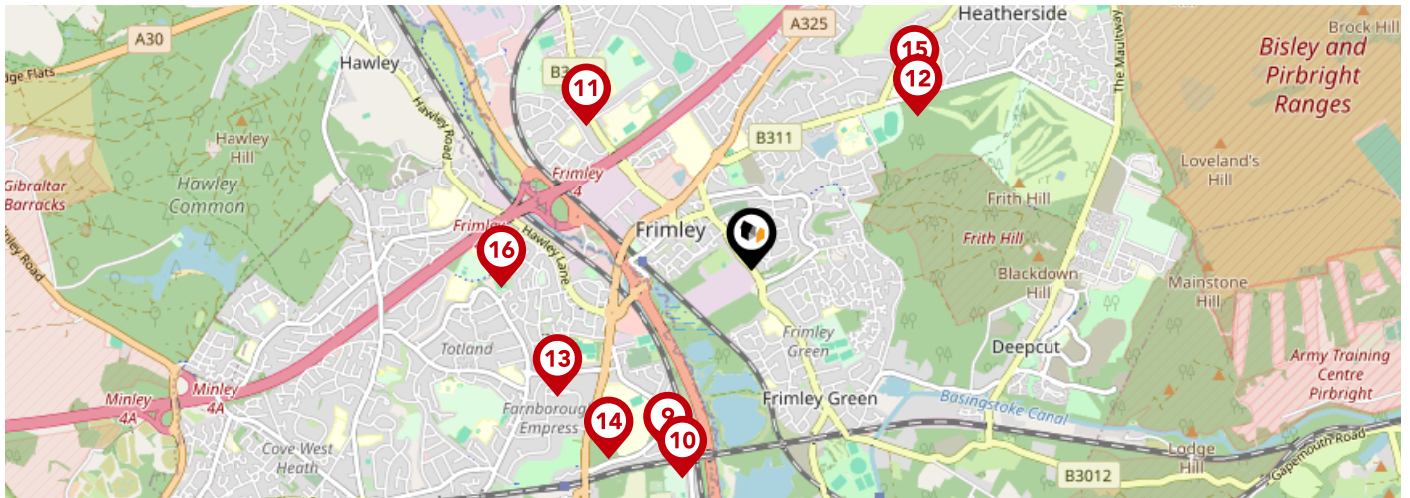 A30
A325
Heatherside
Brock Hill
Hawley
Bisley and
Pirbright
Ranges
15
12
11
The Maultway
Hawley Road
B311
Hawley
Hill
Hawley
Common
Gibraltar
Barracks
Loveland's
Hill
Frimley
4
Frith Hill
Frimley
Frith Hill
16
Hawley Lane
Blackdown
Hill
Mainstone
Hill
Frimley
Green
Deepcut
Totland
13
Minley
4A
Minley
4A
Army Training
Centre
Pirbright
Frimley Green
Basingstoke Canal
Empress
14
9
10
Cove West
Heath
Lodge
Hill
Gapemouth Road
B3012